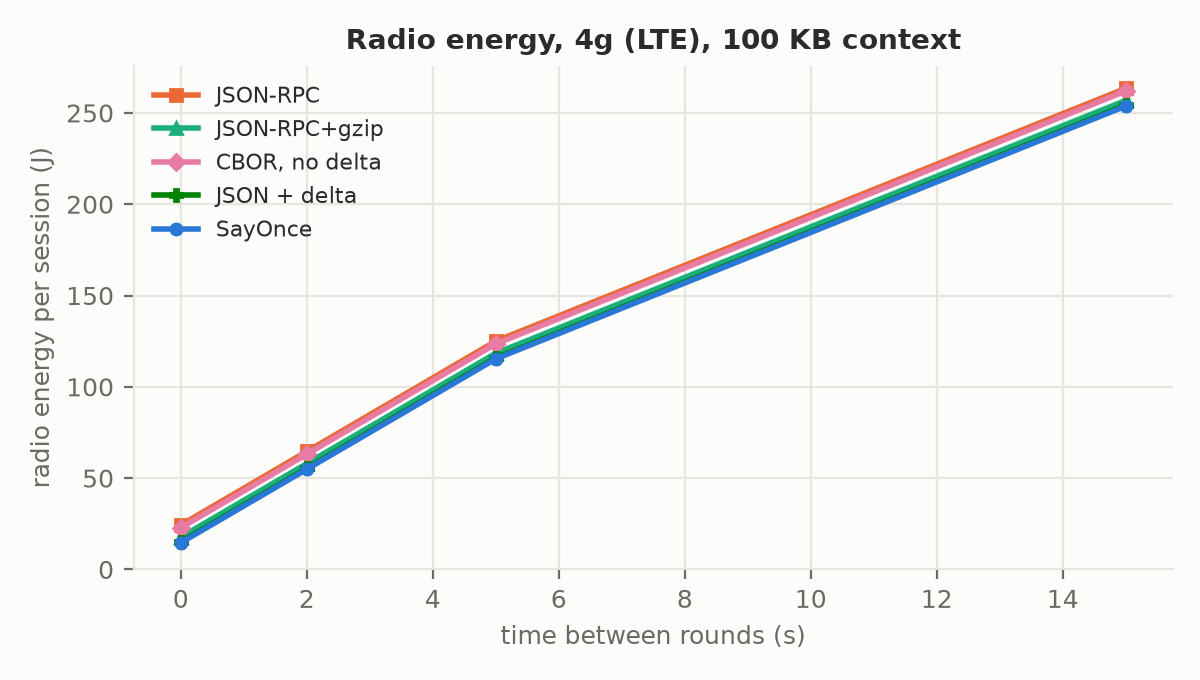 Radio energy, 4g (LTE), 100 KB context
radio energy per session (J)
250
200
150
100
50
0
JSON-RPC
JSON-RPC+gzip
CBOR, no delta
JSON + delta
SayOnce
0 2 4 6 8 10 12 14
time between rounds (s)